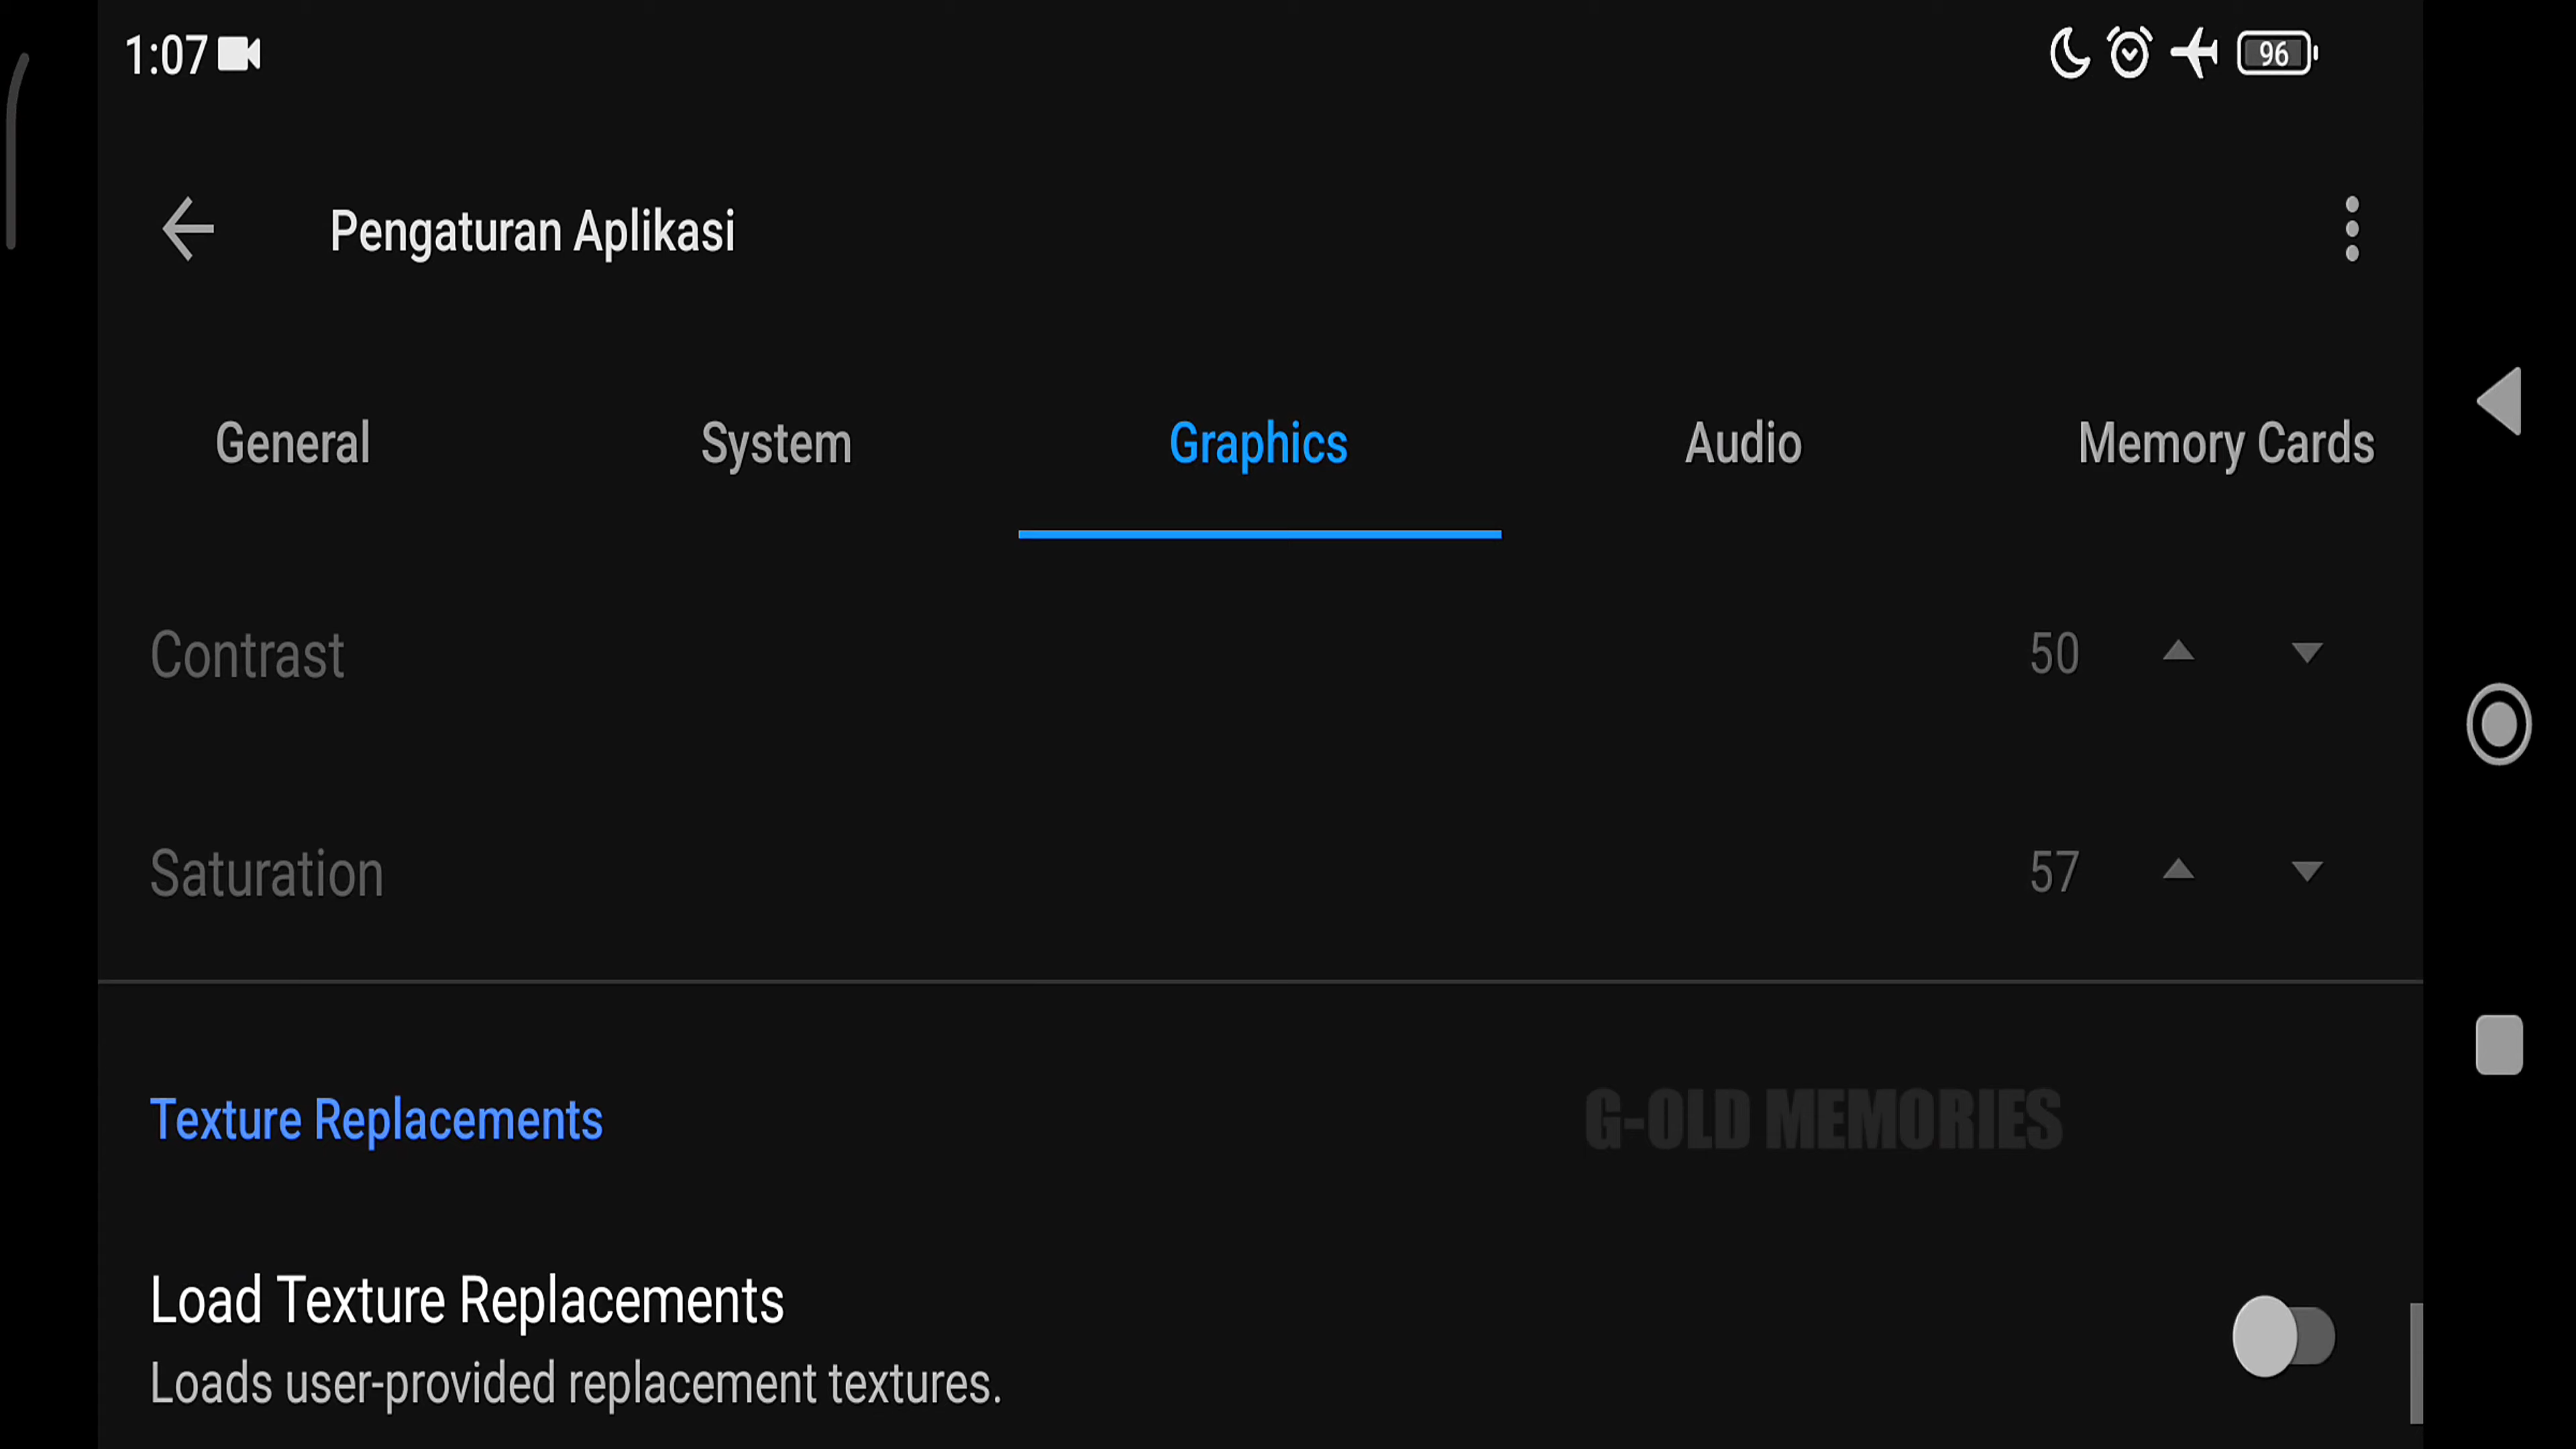 1:07
96
Pengaturan Aplikasi
General
System
Graphics
Audio
Memory Cards
Contrast
50
Saturation
57
Texture Replacements
G-OLD MEMORIES
Load Texture Replacements
Loads user-provided replacement textures.